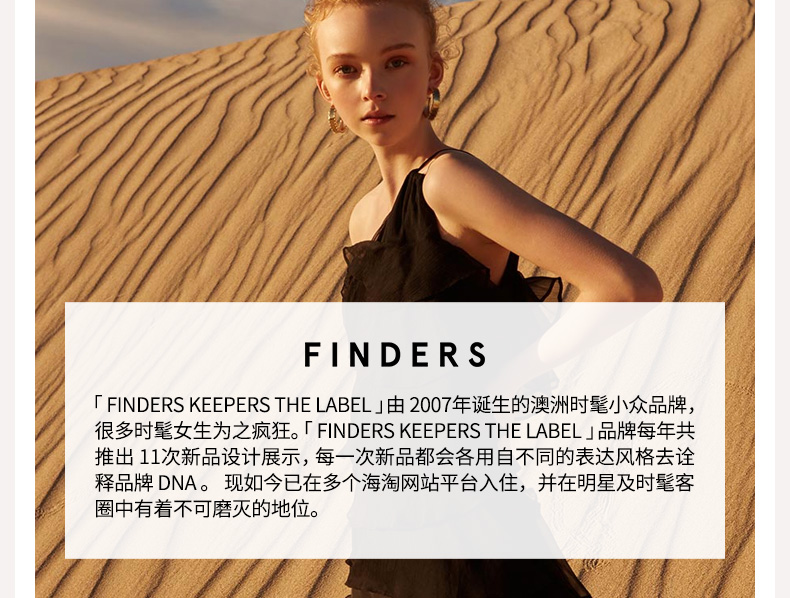 FINDERS
「 FINDERS KEEPERS THE LABEL 」由 2007年诞生的澳洲时髦小众品牌，
很多时髦女生为之疯狂。「 FINDERS KEEPERS THE LABEL 」品牌每年共
推出 11次新品设计展示，每一次新品都会各用自不同的表达风格去诠
释品牌 DNA 。 现如今已在多个海淘网站平台入住，并在明星及时髦客
圈中有着不可磨灭的地位。